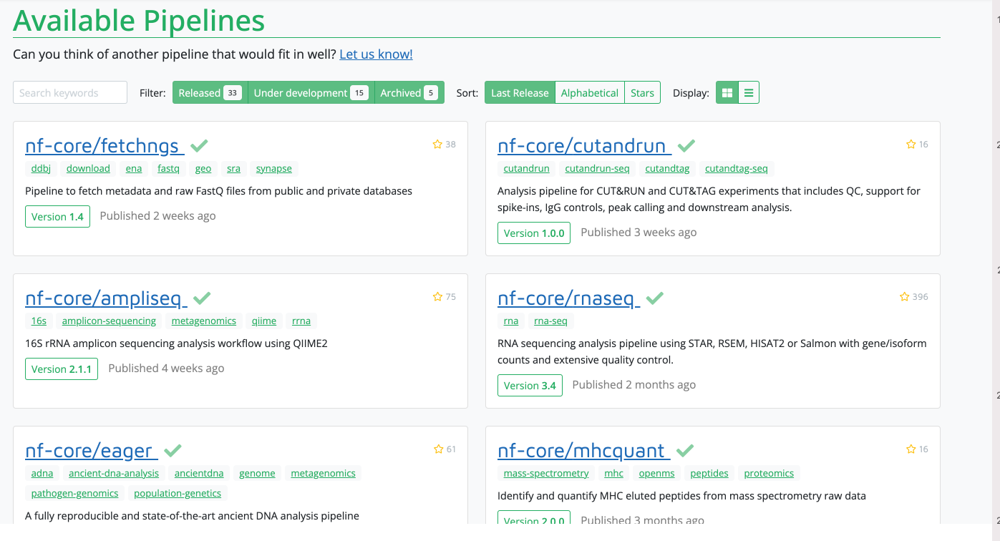 Available Pipelines
Can you think of another pipeline that would fit in well? Let us know!
Search keywords Filter: Released 33 Under development 15 Archived 5 Sort: Last Release Alphabetical Stars Display:
nf-core/fetchngs 38
ddbj download ena fastq geo sra synapse
Pipeline to fetch metadata and raw FastQ files from public and private databases
Version 1.4 Published 2 weeks ago
nf-core/cutandrun 16
cutandrun cutandrun-seq cutandtag cutandtag-seq
Analysis pipeline for CUT&RUN and CUT&TAG experiments that includes QC, support for
spike-ins, IgG controls, peak calling and downstream analysis.
Version 1.0.0 Published 3 weeks ago
nf-core/ampliseq 75
16s amplicon-sequencing metagenomics qiime rrna
16S rRNA amplicon sequencing analysis workflow using QIIME2
Version 2.1.1 Published 4 weeks ago
nf-core/rnaseq 396
rna rna-seq
RNA sequencing analysis pipeline using STAR, RSEM, HISAT2 or Salmon with gene/isoform
counts and extensive quality control.
Version 3.4 Published 2 months ago
nf-core/eager 61
adna ancient-dna-analysis ancientdna genome metagenomics
pathogen-genomics population-genetics
A fully reproducible and state-of-the-art ancient DNA analysis pipeline
nf-core/mhcquant 16
mass-spectrometry mhc openms peptides proteomics
Identify and quantify MHC eluted peptides from mass spectrometry raw data
Version 2.0.0 Published 3 months ago